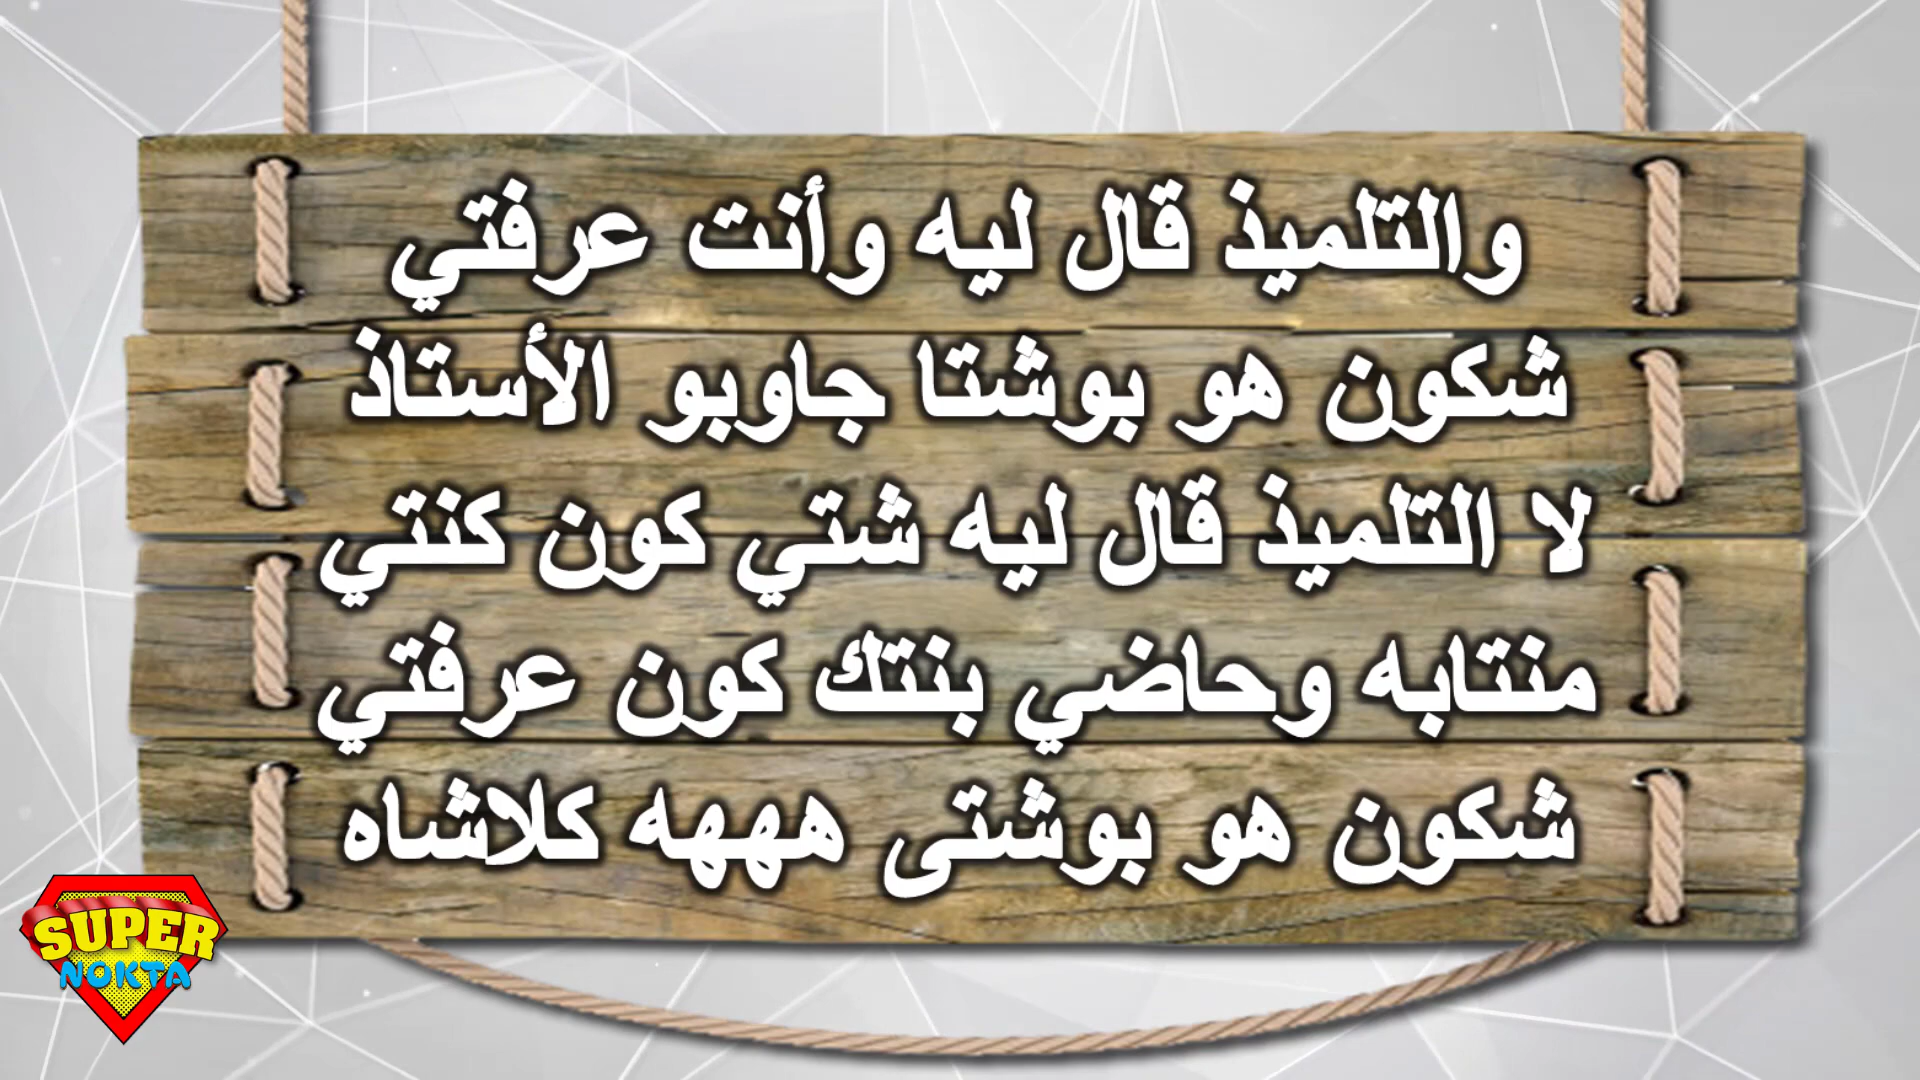 والتلميذ قال ليه وأنت عرفتي
شكون هو بوشتا جاوبو الأستاذ
لا التلميذ قال ليه شتي كون كنتي
منتابه وحاضي بنتك كون عرفتي
شكون هو بوشتى هههه كلاشاه
SUPER
NOKTA